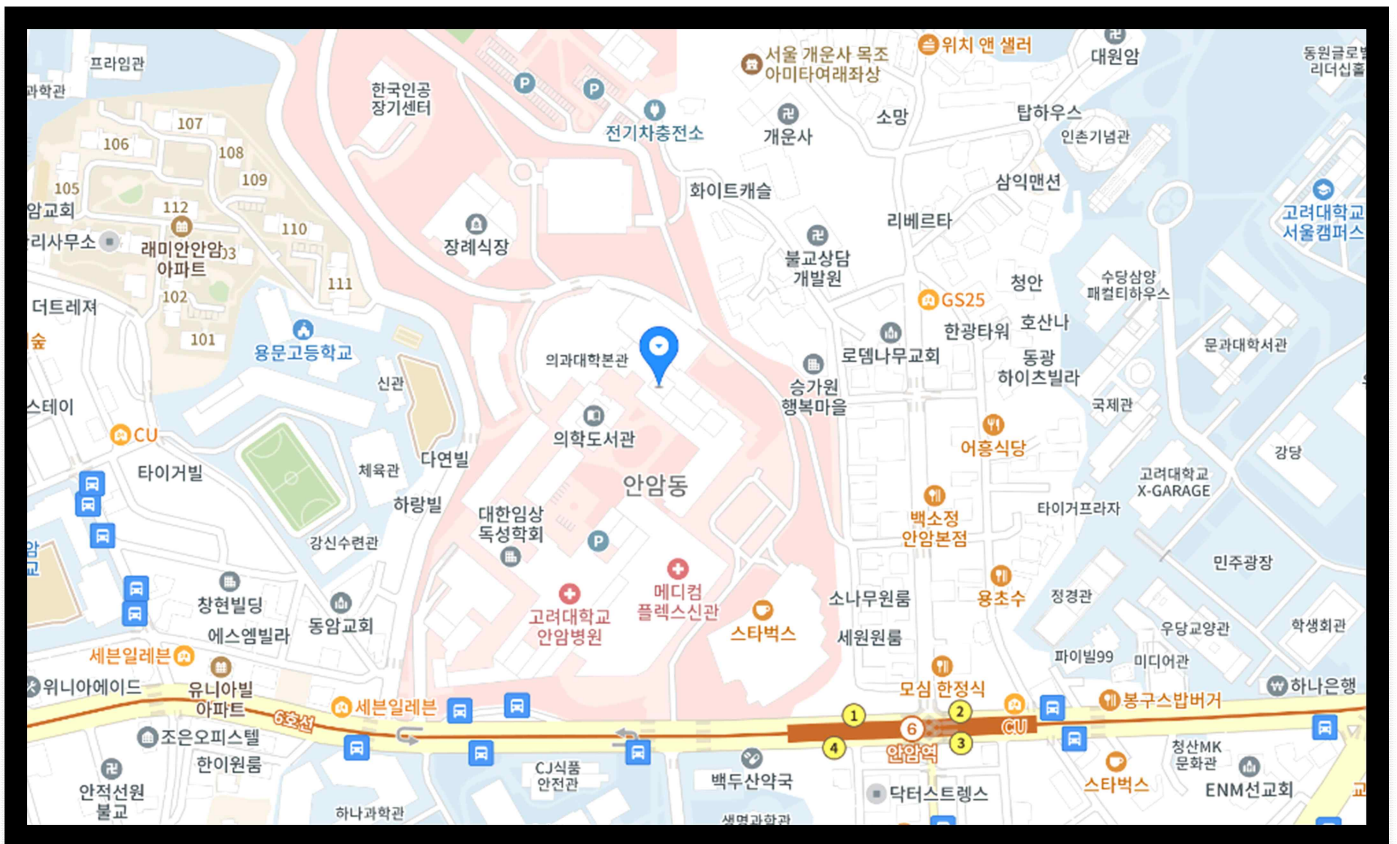 프라임관
과학관
한국인공
장기센터
P
P
전기차충전소
서울 개운사 목조
아미타여래좌상
위치 앤 샐러
대원암
동원글로벌
리더십홀
107
106
108
109
105
112
110
암교회
리사무소
래미안안암
아파트
03
102
111
101
더트레져
숲
스테이
용문고등학교
신관
장례식장
개운사
소망
탑하우스
인촌기념관
화이트캐슬
삼익맨션
리베르타
고려대학교
서울캠퍼스
불교상담
개발원
청안
수당삼양
패컬티하우스
GS25
한광타워
호산나
로뎀나무교회
동광
하이츠빌라
문과대학서관
의과대학본관
승가원
행복마을
국제관
의학도서관
어흥식당
강당
CU
타이거빌
체육관
다연빌
안암동
고려대학교
X-GARAGE
하랑빌
대한임상
독성학회
P
백소정
안암본점
타이거프라자
강신수련관
암
교
민주광장
창현빌딩
에스엠빌라
동암교회
고려대학교
안암병원
메디컴
플렉스신관
스타벅스
소나무원룸
세원원룸
용초수
정경관
우당교양관
학생회관
파이빌99
미디어관
세븐일레븐
위니아에이드
유니아빌
아파트
세븐일레븐
모심 한정식
봉구스밥버거
하나은행
6호선
1
2
6
안암역
4
3
CU
조은오피스텔
한이원룸
안적선원
불교
하나과학관
CJ식품
안전관
백두산약국
생명과학관
닥터스트렝스
스타벅스
청산MK
문화관
ENM선교회
교